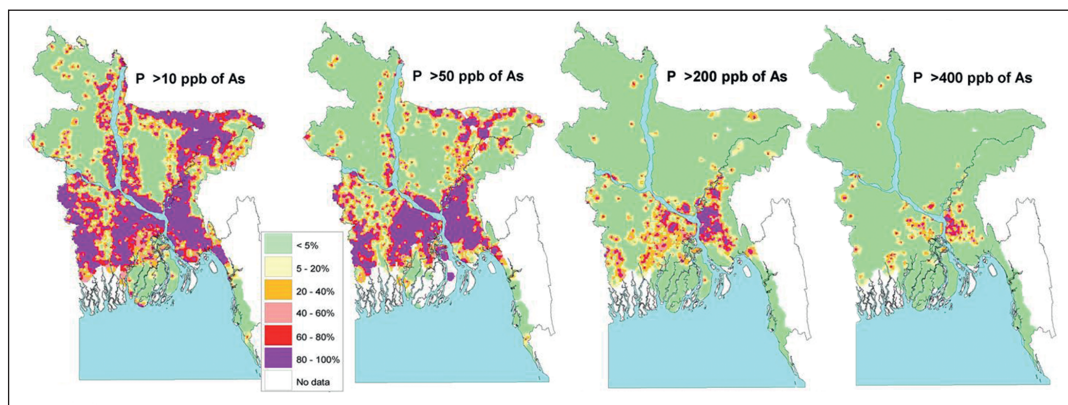 P >10 ppb of As
P >50 ppb of As
P >200 ppb of As
P >400 ppb of As
< 5%
5 - 20%
20 - 40%
40 - 60%
60 - 80%
80 - 100%
No data